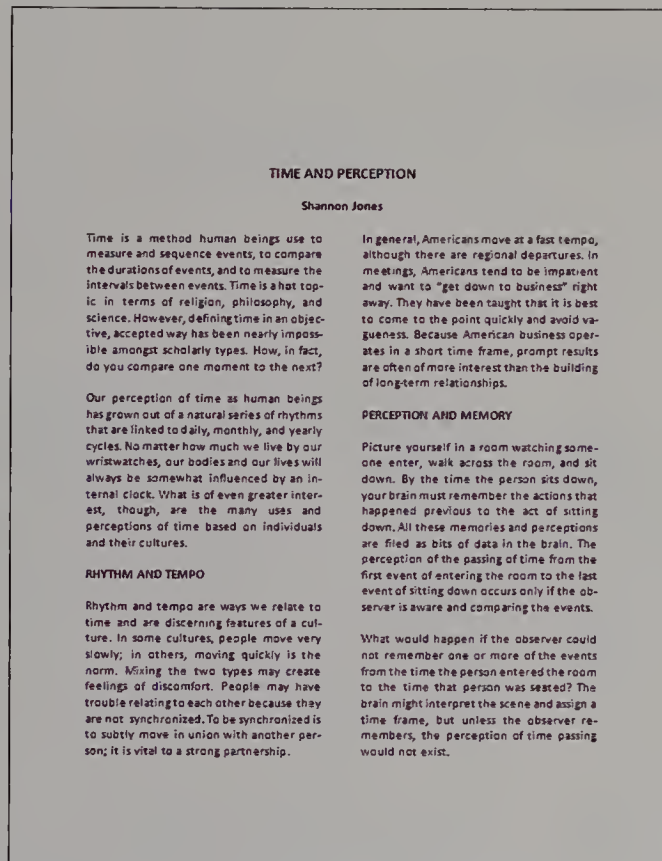 TIME AND PERCEPTION
Shannon Jones
Time is a method human beings use to
measure and sequence events, to compare
the durations of events, and to measure the
intervals between events. Time is a hot top-
ic in terms of religion, philosophy, and
science. However, defining time in an objec-
tive, accepted way has been nearly imposs-
ible amongst scholarly types. How, in fact,
do you compare one moment to the next?
Our perception of time as human beings
has grown out of a natural series of rhythms
that are linked to daily, monthly, and yearly
cycles. No matter how much we live by our
wristwatches, our bodies and our lives will
always be somewhat influenced by an in-
ternal clock. What is of even greater inter-
est, though, are the many uses and
perceptions of time based on individuals
and their cultures.
RHYTHM AND TEMPO
Rhythm and tempo are ways we relate to
time and are discerning features of a cul-
ture. In some cultures, people move very
slowly; in others, moving quickly is the
norm. Mixing the two types may create
feelings of discomfort. People may have
trouble relating to each other because they
are not synchronized. To be synchronized is
to subtly move in union with another per-
son; it is vital to a strong partnership.
In general, Americans move at a fast tempo,
although there are regional departures. In
meetings, Americans tend to be impatient
and want to "get down to business" right
away. They have been taught that it is best
to come to the point quickly and avoid va-
gueness. Because American business oper-
ates in a short time frame, prompt results
are often of more interest than the building
of long-term relationships.
PERCEPTION AND MEMORY
Picture yourself in a room watching some-
one enter, walk across the room, and sit
down. By the time the person sits down,
your brain must remember the actions that
happened previous to the act of sitting
down. All these memories and perceptions
are filed as bits of data in the brain. The
perception of the passing of time from the
first event of entering the room to the last
event of sitting down occurs only if the ob-
server is aware and comparing the events.
What would happen if the observer could
not remember one or more of the events
from the time the person entered the room
to the time that person was seated? The
brain might interpret the scene and assign a
time frame, but unless the observer re-
members, the perception of time passing
would not exist.